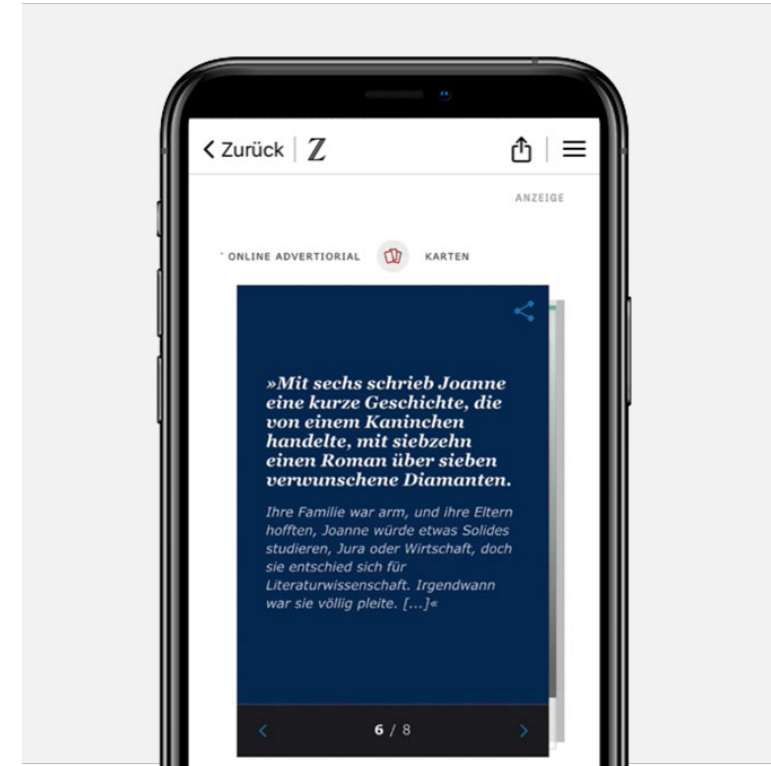 Zurück
Z
ANZEIGE
ONLINE ADVERTIORIAL
KARTEN
»Mit sechs schrieb Joanne
eine kurze Geschichte, die
von einem Kaninchen
handelte, mit siebzehn
einen Roman über sieben
verwunschene Diamanten.
Ihre Familie war arm, und ihre Eltern
hofften, Joanne würde etwas Solides
studieren, Jura oder Wirtschaft, doch
sie entschied sich für
Literaturwissenschaft. Irgendwann
war sie völlig pleite. [...]«
6 / 8